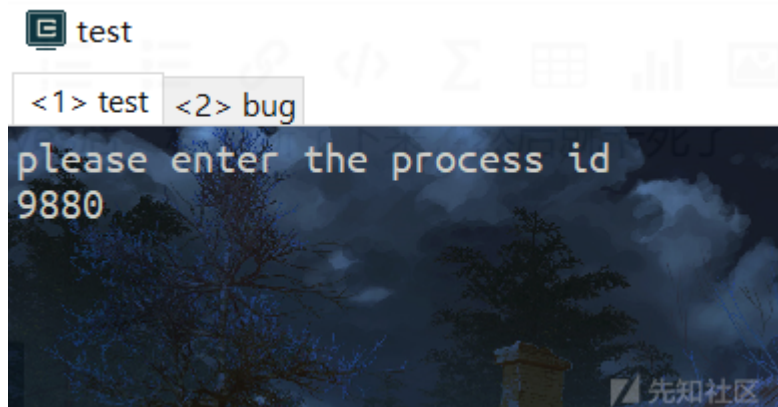 test
<1> test
<2> bug
please enter the process id
9880
先知社区